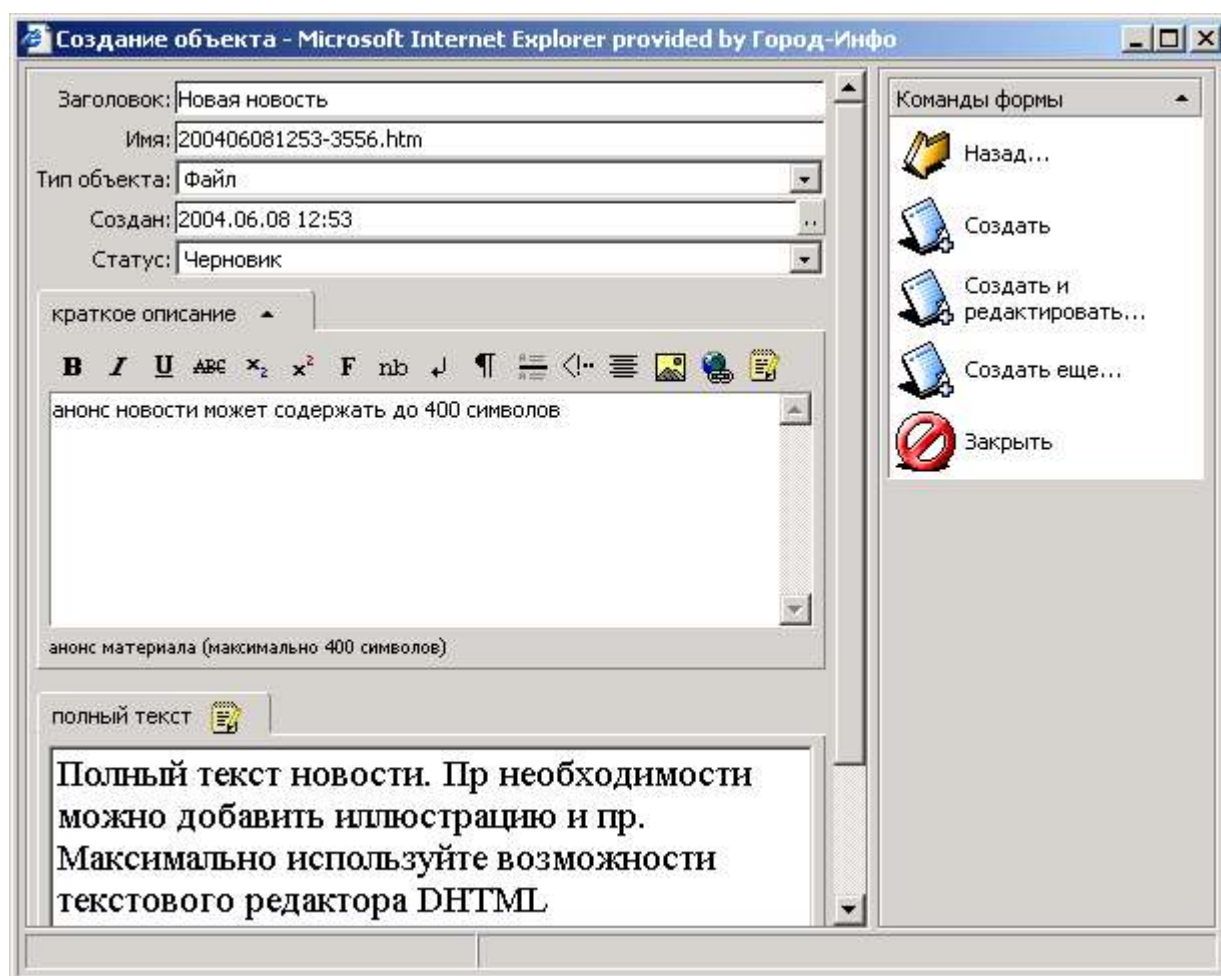 Создание объекта - Microsoft Internet Explorer provided by Город-Инфо
Заголовок: Новая новость
Имя: 200406081253-3556.htm
Тип объекта: Файл
Создан: 2004.06.08 12:53
..
Статус: Черновик
краткое описание
B I U ABC x₂ x² F nb ↲ ¶ <!--
анонс новости может содержать до 400 символов
анонс материала (максимально 400 символов)
полный текст
Полный текст новости. Пр необходимости
можно добавить иллюстрацию и пр.
Максимально используйте возможности
текстового редактора DHTML
Команды формы
Назад...
Создать
Создать и
редактировать...
Создать еще...
Закрыть